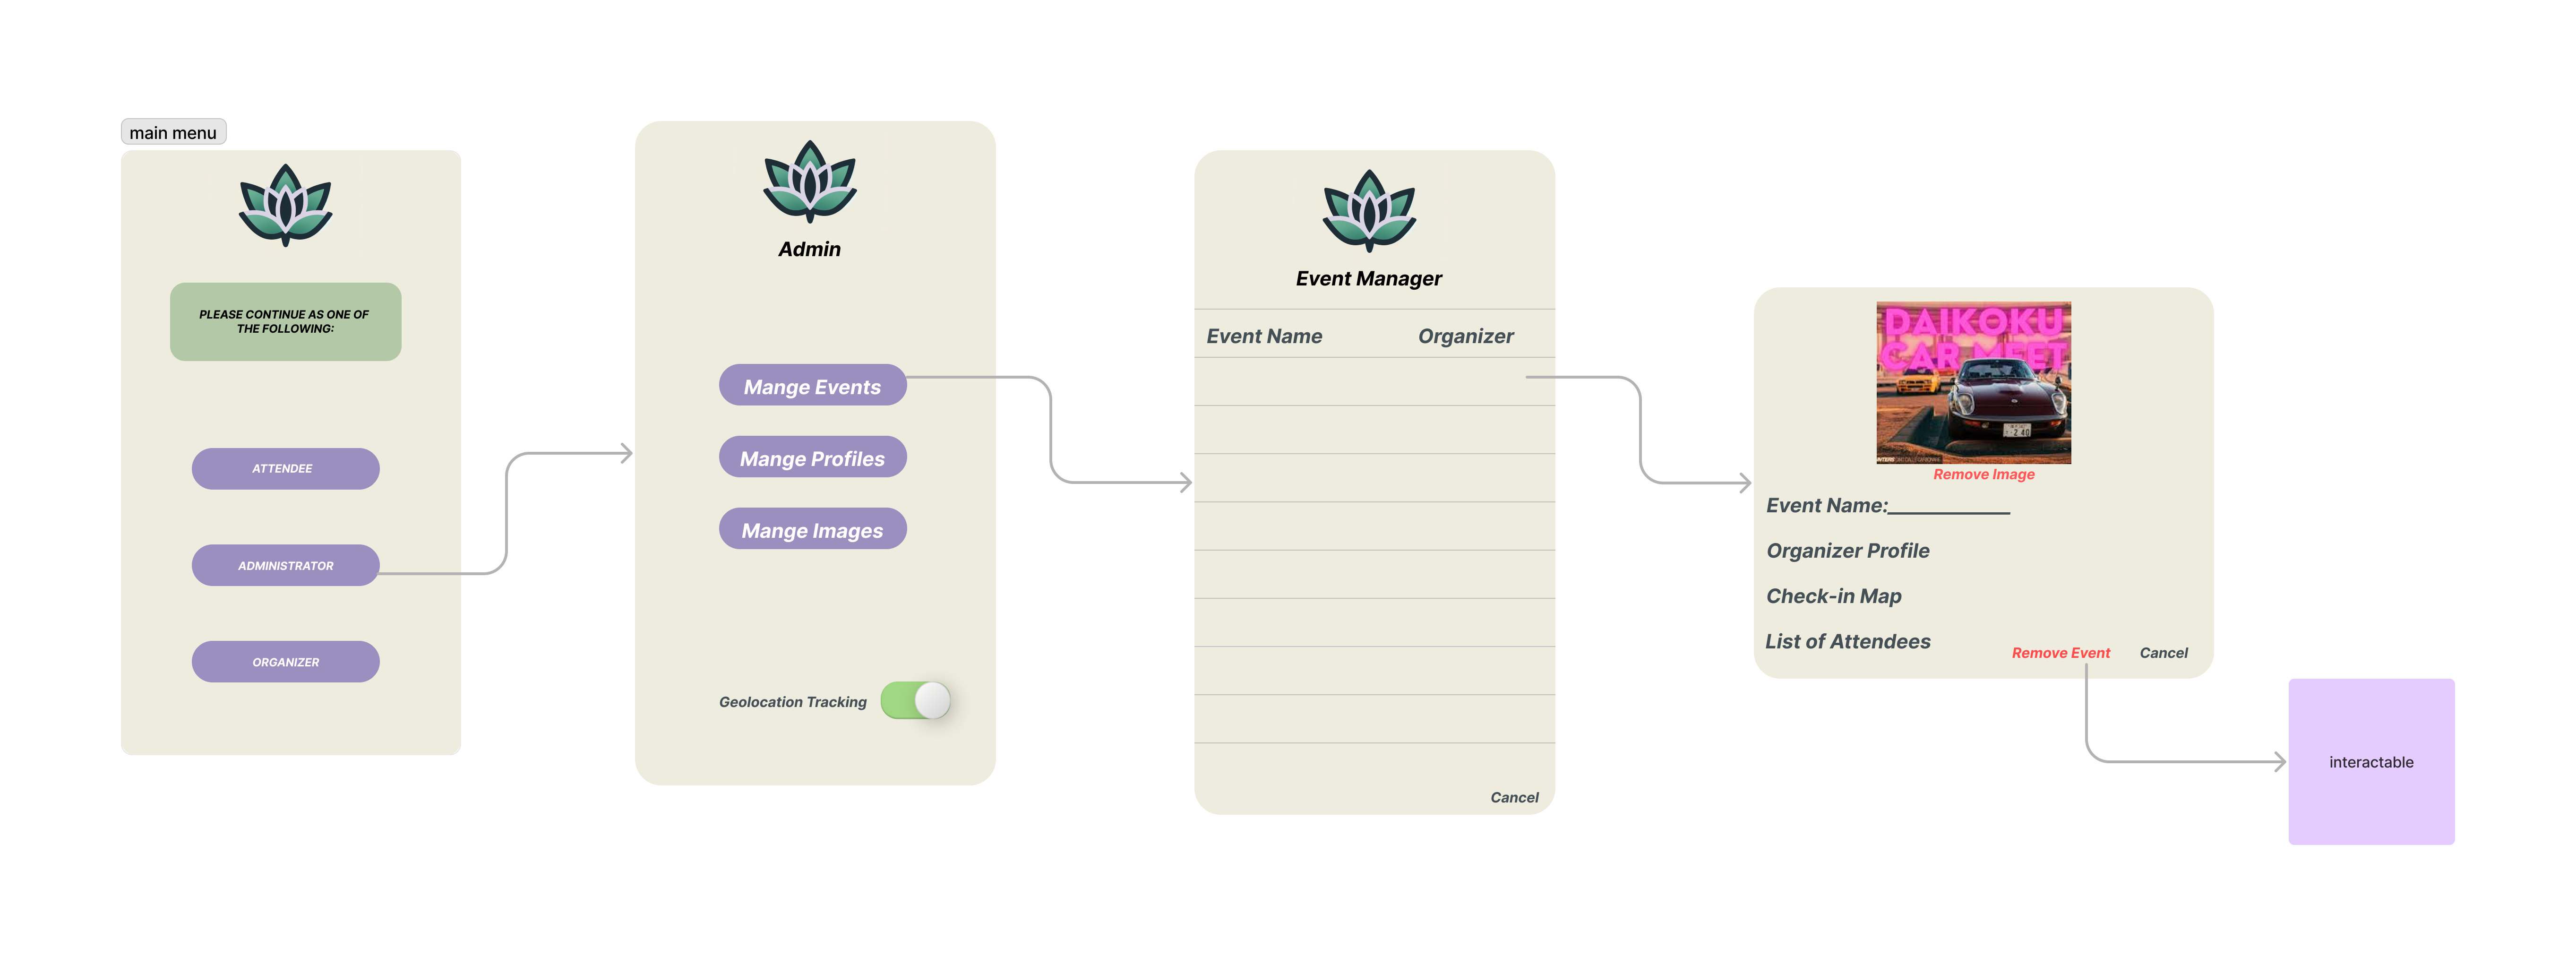 main menu
PLEASE CONTINUE AS ONE OF
THE FOLLOWING:
ATTENDEE
ADMINISTRATOR
ORGANIZER
Admin
Mange Events
Mange Profiles
Mange Images
Geolocation Tracking
Event Manager
Event Name Organizer
Cancel
DAIKOKU
CAR MEET
Remove Image
Event Name:___________
Organizer Profile
Check-in Map
List of Attendees
Remove Event Cancel
interactable